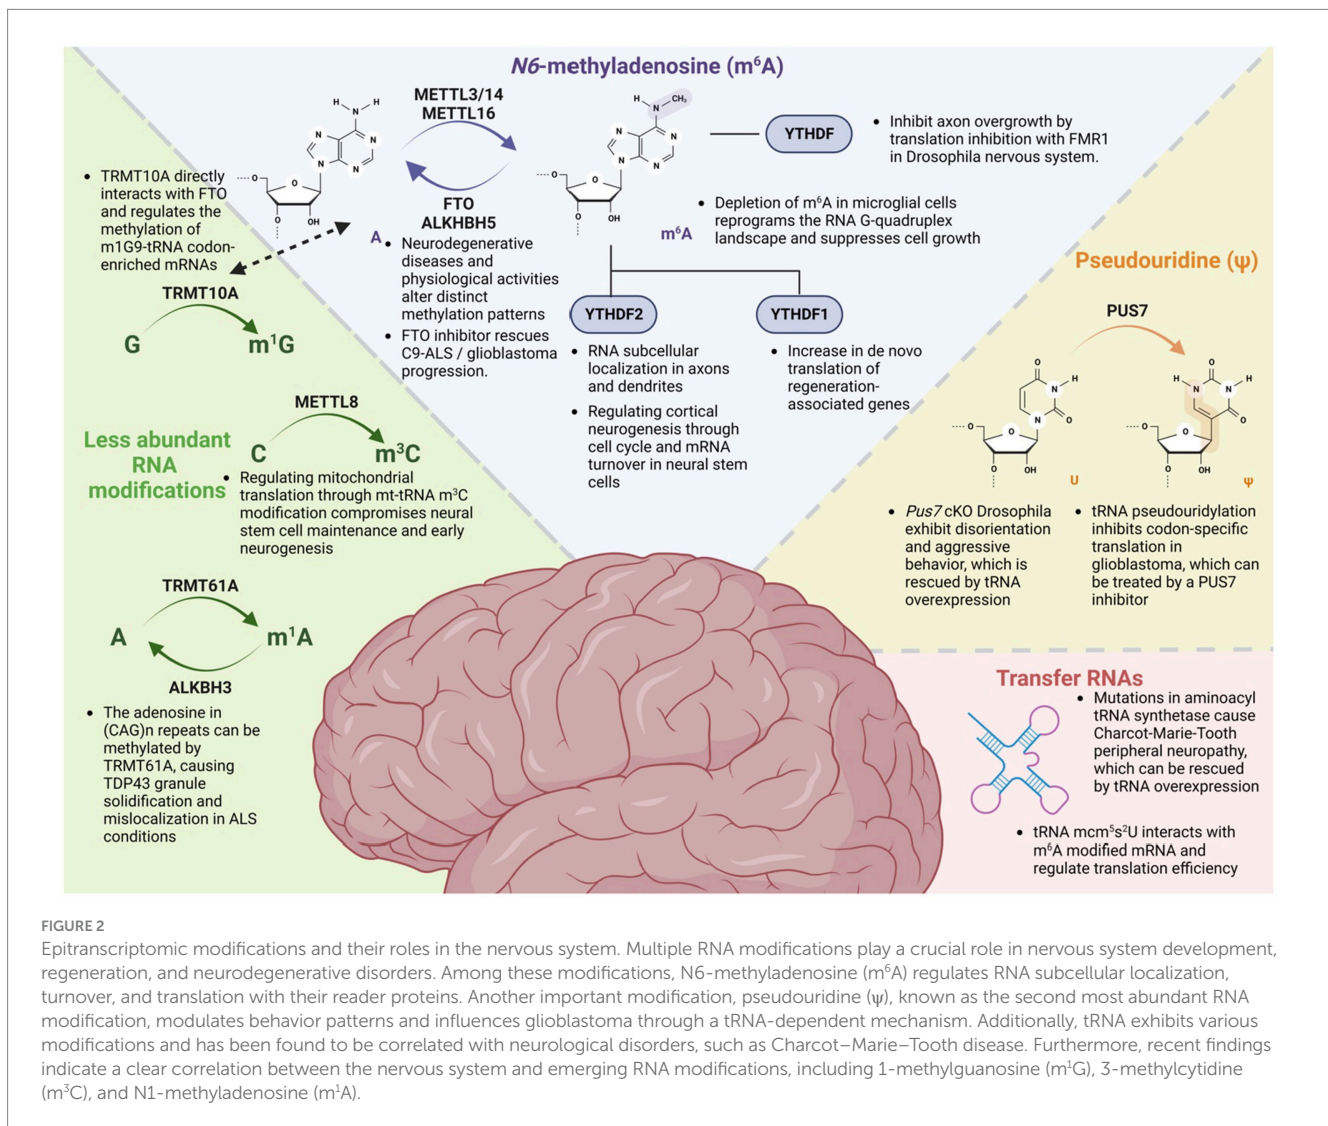 N6-methyladenosine (m⁶A)
METTL3/14
METTL16
FTO
ALKHBH5
A
m⁶A
• Neurodegenerative
diseases and
physiological activities
alter distinct
methylation patterns
• FTO inhibitor rescues
C9-ALS / glioblastoma
progression.
YTHDF
• Inhibit axon overgrowth by
translation inhibition with FMR1
in Drosophila nervous system.
• Depletion of m⁶A in microglial cells
reprograms the RNA G-quadruplex
landscape and suppresses cell growth
YTHDF2
• RNA subcellular
localization in axons
and dendrites
• Regulating cortical
neurogenesis through
cell cycle and mRNA
turnover in neural stem
cells
YTHDF1
• Increase in de novo
translation of
regeneration-
associated genes
H H
N
N N
N N
O O
O OH
H N CH₃
N N
N N
O O
O OH
• TRMT10A directly
interacts with FTO
and regulates the
methylation of
m1G9-tRNA codon-
enriched mRNAs
TRMT10A
G m¹G
Less abundant
RNA
modifications
METTL8
C m³C
• Regulating mitochondrial
translation through mt-tRNA m³C
modification compromises neural
stem cell maintenance and early
neurogenesis
TRMT61A
A m¹A
ALKBH3
• The adenosine in
(CAG)n repeats can be
methylated by
TRMT61A, causing
TDP43 granule
solidification and
mislocalization in ALS
conditions
Pseudouridine (ψ)
PUS7
O
N H
N O
O O
O OH
U
O
H N N H
O
O O
O OH
ψ
• Pus7 cKO Drosophila
exhibit disorientation
and aggressive
behavior, which is
rescued by tRNA
overexpression
• tRNA pseudouridylation
inhibits codon-specific
translation in
glioblastoma, which can
be treated by a PUS7
inhibitor
Transfer RNAs
• Mutations in aminoacyl
tRNA synthetase cause
Charcot-Marie-Tooth
peripheral neuropathy,
which can be rescued
by tRNA overexpression
• tRNA mcm⁵s²U interacts with
m⁶A modified mRNA and
regulate translation efficiency
FIGURE 2
Epitranscriptomic modifications and their roles in the nervous system. Multiple RNA modifications play a crucial role in nervous system development,
regeneration, and neurodegenerative disorders. Among these modifications, N6-methyladenosine (m⁶A) regulates RNA subcellular localization,
turnover, and translation with their reader proteins. Another important modification, pseudouridine (ψ), known as the second most abundant RNA
modification, modulates behavior patterns and influences glioblastoma through a tRNA-dependent mechanism. Additionally, tRNA exhibits various
modifications and has been found to be correlated with neurological disorders, such as Charcot–Marie–Tooth disease. Furthermore, recent findings
indicate a clear correlation between the nervous system and emerging RNA modifications, including 1-methylguanosine (m¹G), 3-methylcytidine
(m³C), and N1-methyladenosine (m¹A).